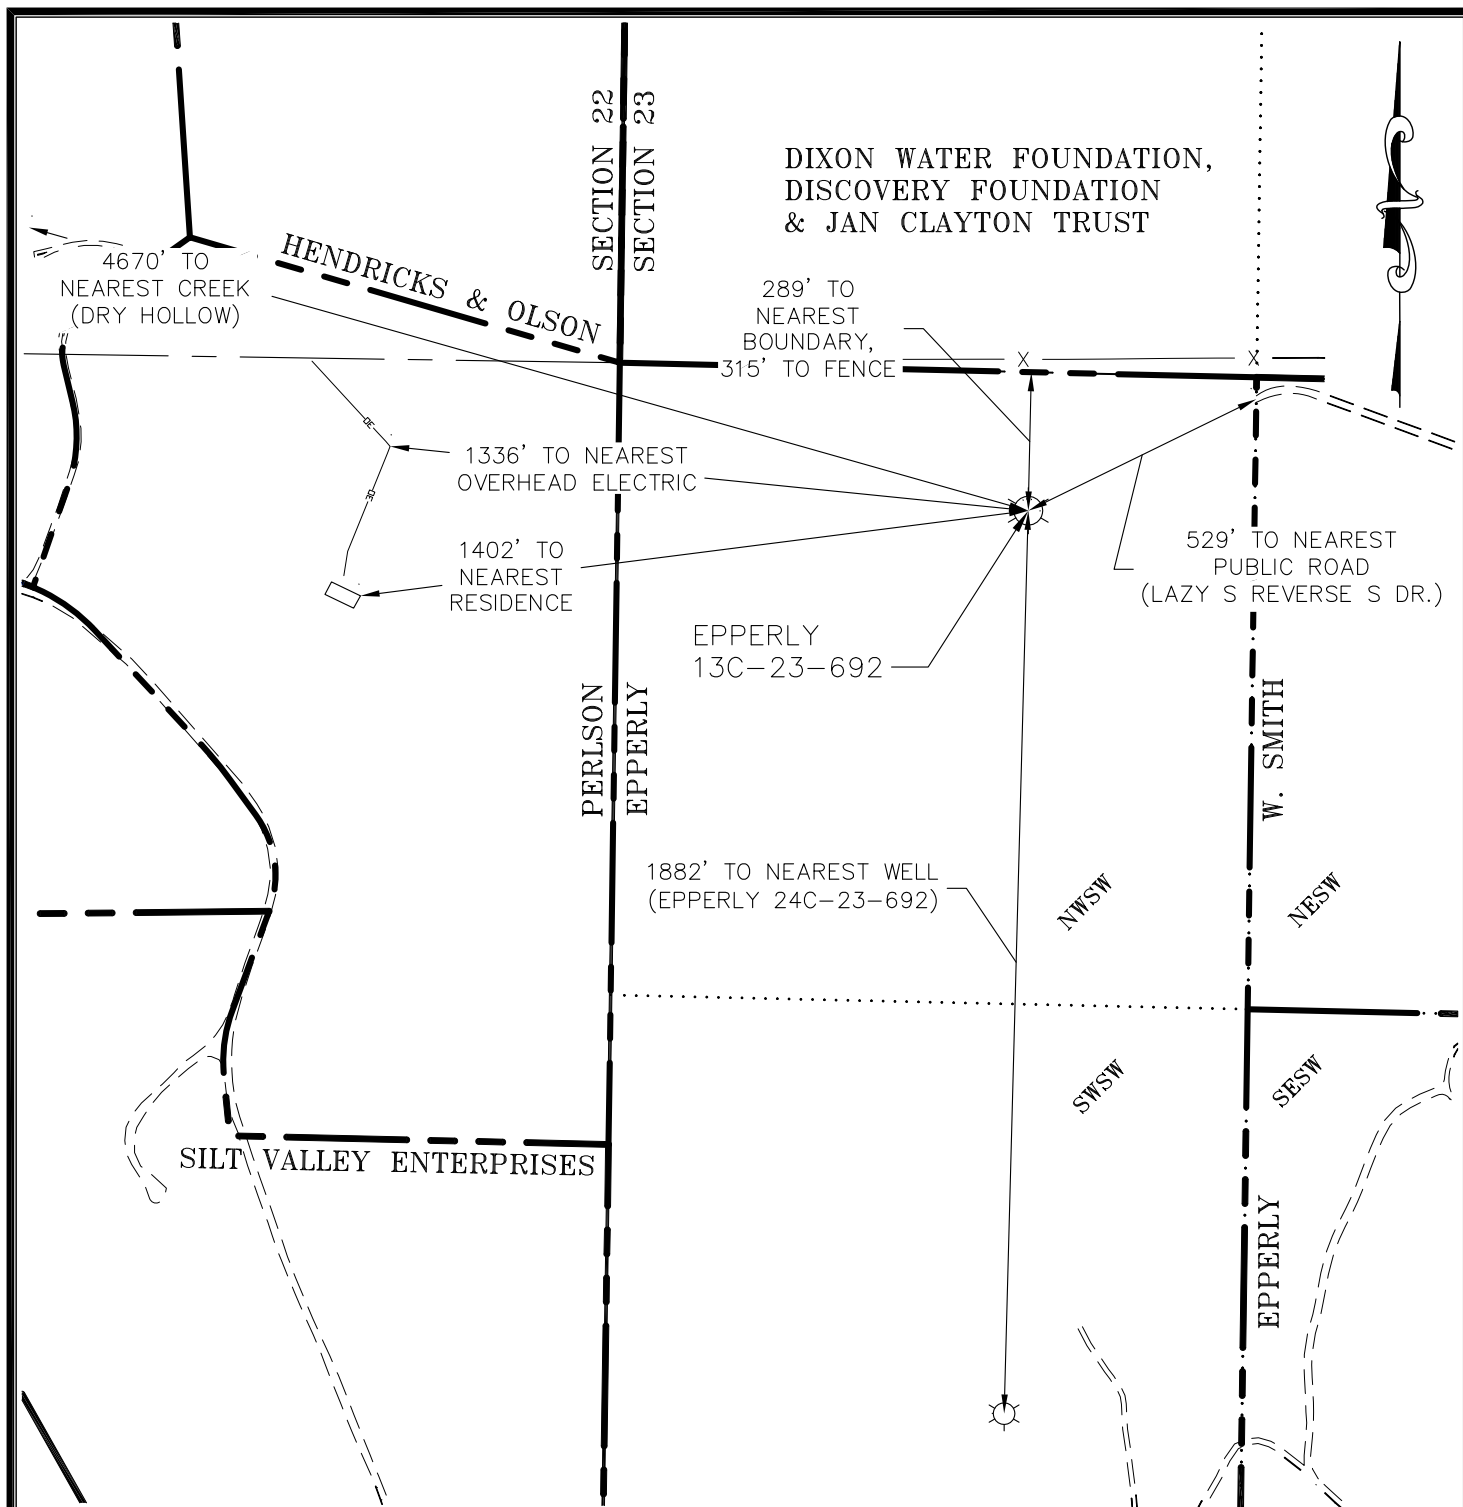 SECTION 22
SECTION 23
DIXON WATER FOUNDATION,
DISCOVERY FOUNDATION
& JAN CLAYTON TRUST
HENDRICKS & OLSON
4670' TO
NEAREST CREEK
(DRY HOLLOW)
289' TO
NEAREST
BOUNDARY,
315' TO FENCE
X
X
OE
1336' TO NEAREST
OVERHEAD ELECTRIC
OE
1402' TO
NEAREST
RESIDENCE
529' TO NEAREST
PUBLIC ROAD
(LAZY S REVERSE S DR.)
EPPERLY
13C-23-692
PERLSON
EPPERLY
W. SMITH
1882' TO NEAREST WELL
(EPPERLY 24C-23-692)
NWSW
NESW
SWSW
SESW
SILT VALLEY ENTERPRISES
EPPERLY